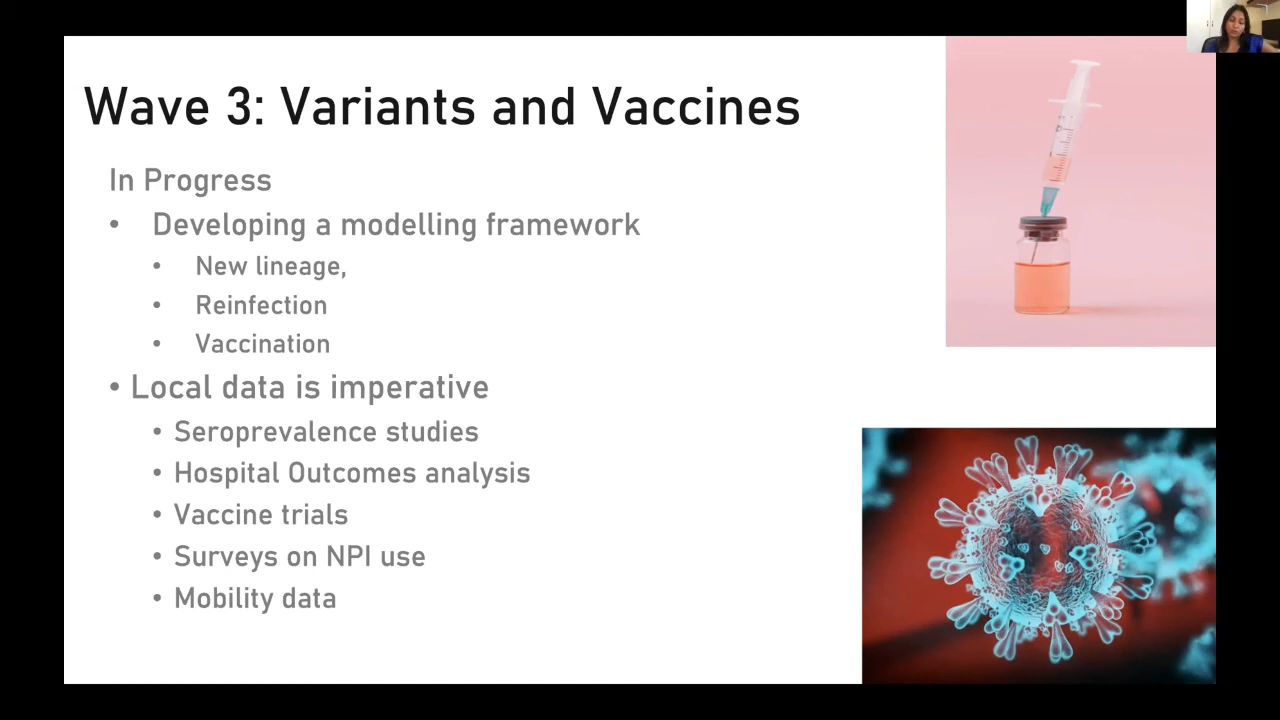 Wave 3: Variants and Vaccines
In Progress
• Developing a modelling framework
• New lineage,
• Reinfection
• Vaccination
• Local data is imperative
• Seroprevalence studies
• Hospital Outcomes analysis
• Vaccine trials
• Surveys on NPI use
• Mobility data